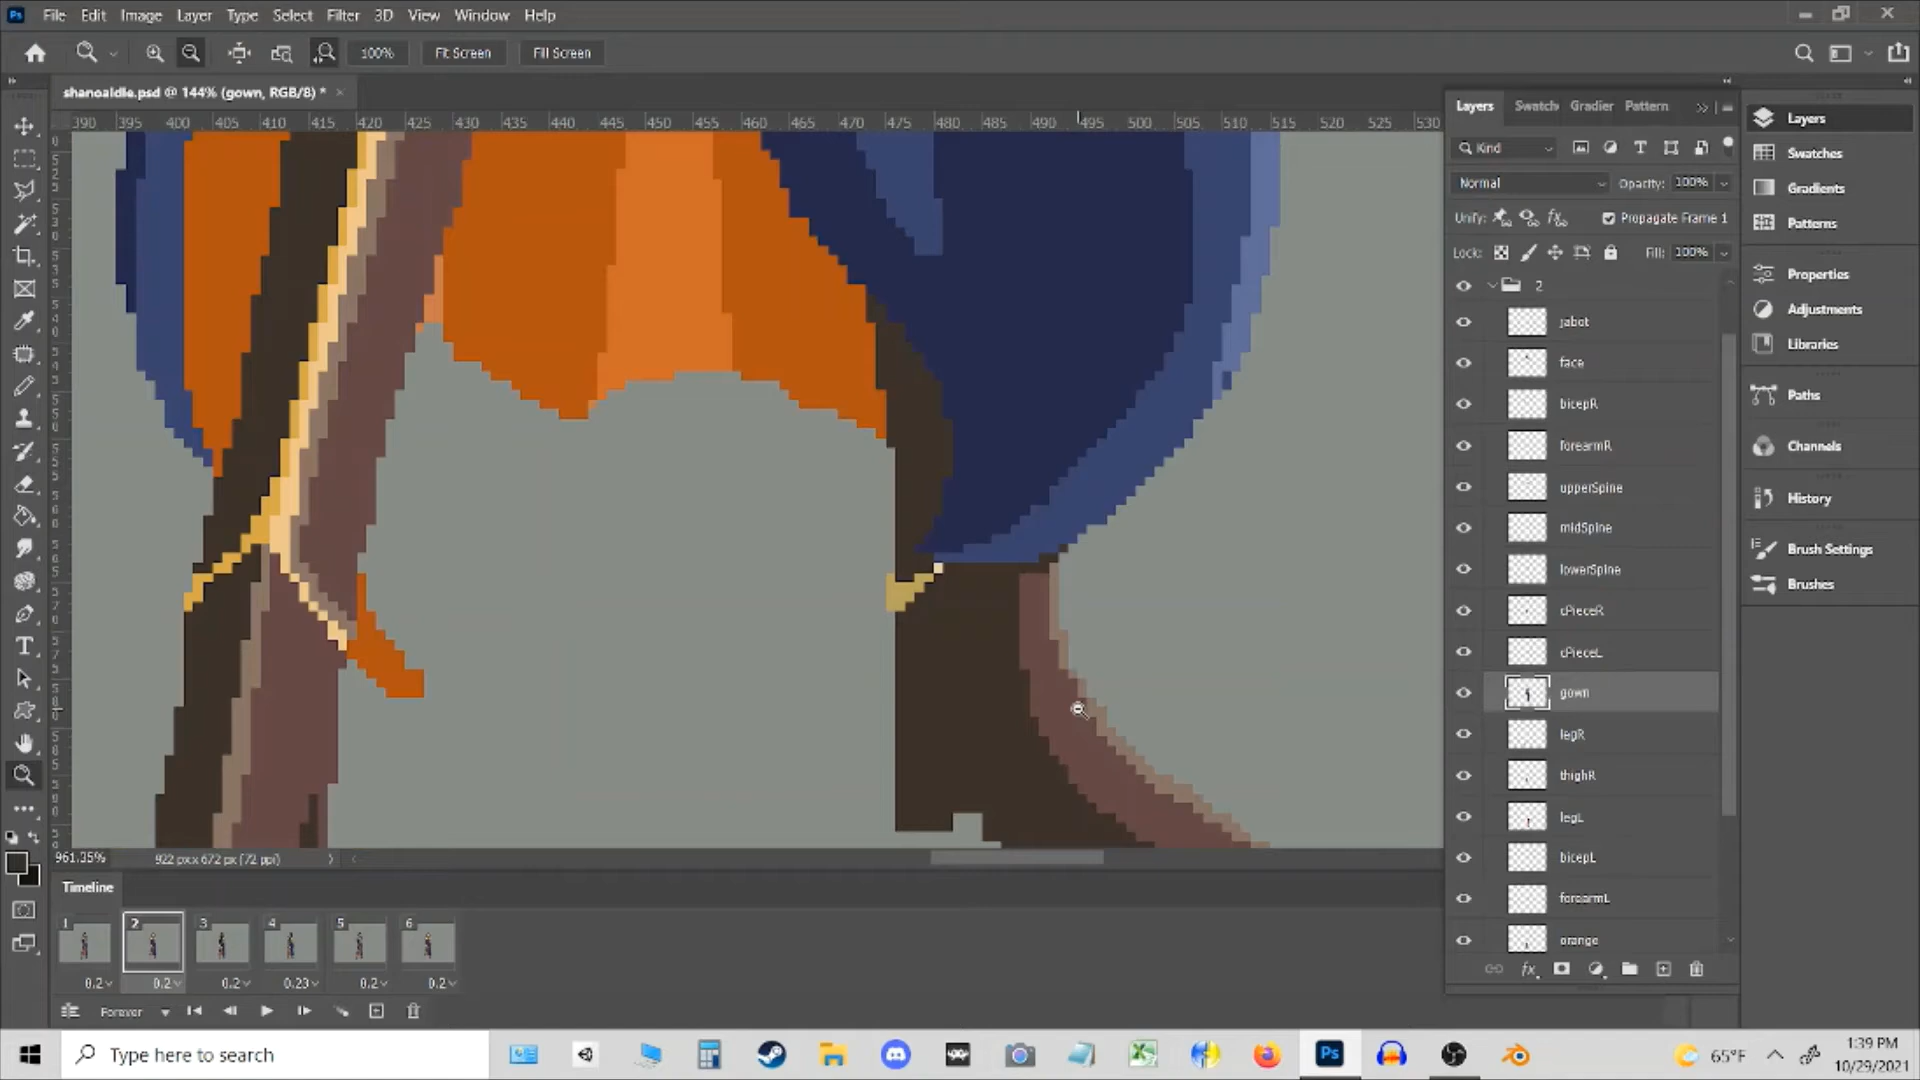 File Edit Image Layer Type Select Filter 3D View Window Help
100% Fit Screen Fill Screen
shanoaIdle.psd @ 144% (gown, RGB/8) *
390 395 400 405 410 415 420 425 430 435 440 445 450 455 460 465 470 475 480 485 490 495 500 505 510 515 520 525 530
Layers Swatch Gradier Pattern
Kind
Normal Opacity: 100%
Unify: Propagate Frame 1
Lock: Fill: 100%
2
jabot
face
bicepR
forearmR
upperSpine
midSpine
lowerSpine
cPieceR
cPieceL
gown
legR
thighR
legL
bicepL
forearmL
orange
Layers
Swatches
Gradients
Patterns
Properties
Adjustments
Libraries
Paths
Channels
History
Brush Settings
Brushes
961.35% 922 px x 672 px (72 ppi)
Timeline
1 2 3 4 5 6
0.2 0.2 0.2 0.23 0.2 0.2
Forever
Type here to search
65°F
1:39 PM
10/29/2021